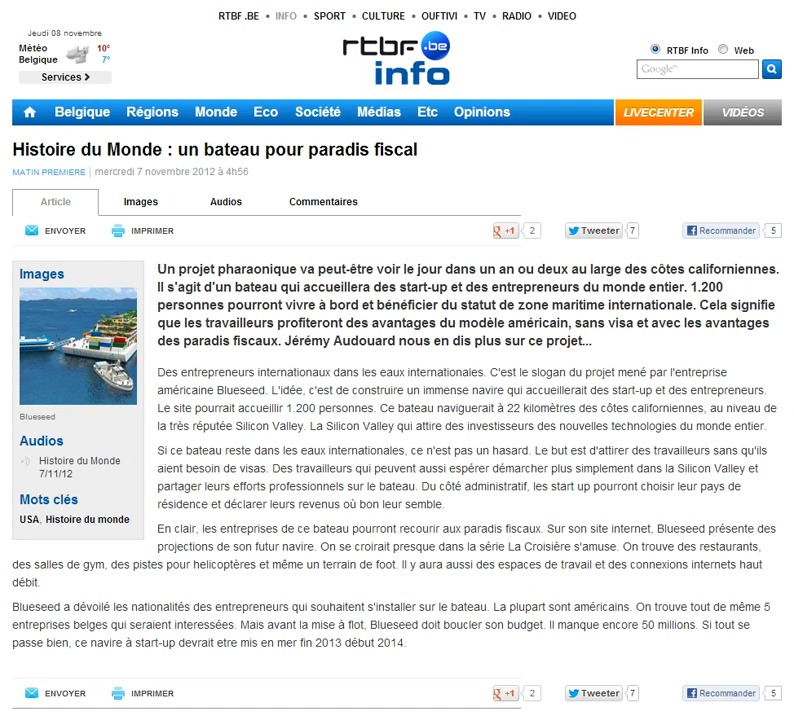 RTBF .BE • INFO • SPORT • CULTURE • OUFTIVI • TV • RADIO • VIDEO
Jeudi 08 novembre
Météo
Belgique
10°
7°
Services
rtbf.be
info
RTBF Info Web
Google™
Belgique Régions Monde Eco Société Médias Etc Opinions LIVECENTER VIDÉOS
Histoire du Monde : un bateau pour paradis fiscal
MATIN PREMIERE | mercredi 7 novembre 2012 à 4h56
Article Images Audios Commentaires
ENVOYER IMPRIMER +1 2 Tweeter 7 Recommander 5
Images
Blueseed
Audios
Histoire du Monde
7/11/12
Mots clés
USA, Histoire du monde
Un projet pharaonique va peut-être voir le jour dans un an ou deux au large des côtes californiennes.
Il s'agit d'un bateau qui accueillera des start-up et des entrepreneurs du monde entier. 1.200
personnes pourront vivre à bord et bénéficier du statut de zone maritime internationale. Cela signifie
que les travailleurs profiteront des avantages du modèle américain, sans visa et avec les avantages
des paradis fiscaux. Jérémy Audouard nous en dis plus sur ce projet...
Des entrepreneurs internationaux dans les eaux internationales. C'est le slogan du projet mené par l'entreprise
américaine Blueseed. L'idée, c'est de construire un immense navire qui accueillerait des start-up et des entrepreneurs.
Le site pourrait accueillir 1.200 personnes. Ce bateau naviguerait à 22 kilomètres des côtes californiennes, au niveau de
la très réputée Silicon Valley. La Silicon Valley qui attire des investisseurs des nouvelles technologies du monde entier.
Si ce bateau reste dans les eaux internationales, ce n'est pas un hasard. Le but est d'attirer des travailleurs sans qu'ils
aient besoin de visas. Des travailleurs qui peuvent aussi espérer démarcher plus simplement dans la Silicon Valley et
partager leurs efforts professionnels sur le bateau. Du côté administratif, les start up pourront choisir leur pays de
résidence et déclarer leurs revenus où bon leur semble.
En clair, les entreprises de ce bateau pourront recourir aux paradis fiscaux. Sur son site internet, Blueseed présente des
projections de son futur navire. On se croirait presque dans la série La Croisière s'amuse. On trouve des restaurants,
des salles de gym, des pistes pour helicoptères et même un terrain de foot. Il y aura aussi des espaces de travail et des connexions internets haut
débit.
Blueseed a dévoilé les nationalités des entrepreneurs qui souhaitent s'installer sur le bateau. La plupart sont américains. On trouve tout de même 5
entreprises belges qui seraient interessées. Mais avant la mise à flot, Blueseed doit boucler son budget. Il manque encore 50 millions. Si tout se
passe bien, ce navire à start-up devrait etre mis en mer fin 2013 début 2014.
ENVOYER IMPRIMER +1 2 Tweeter 7 Recommander 5